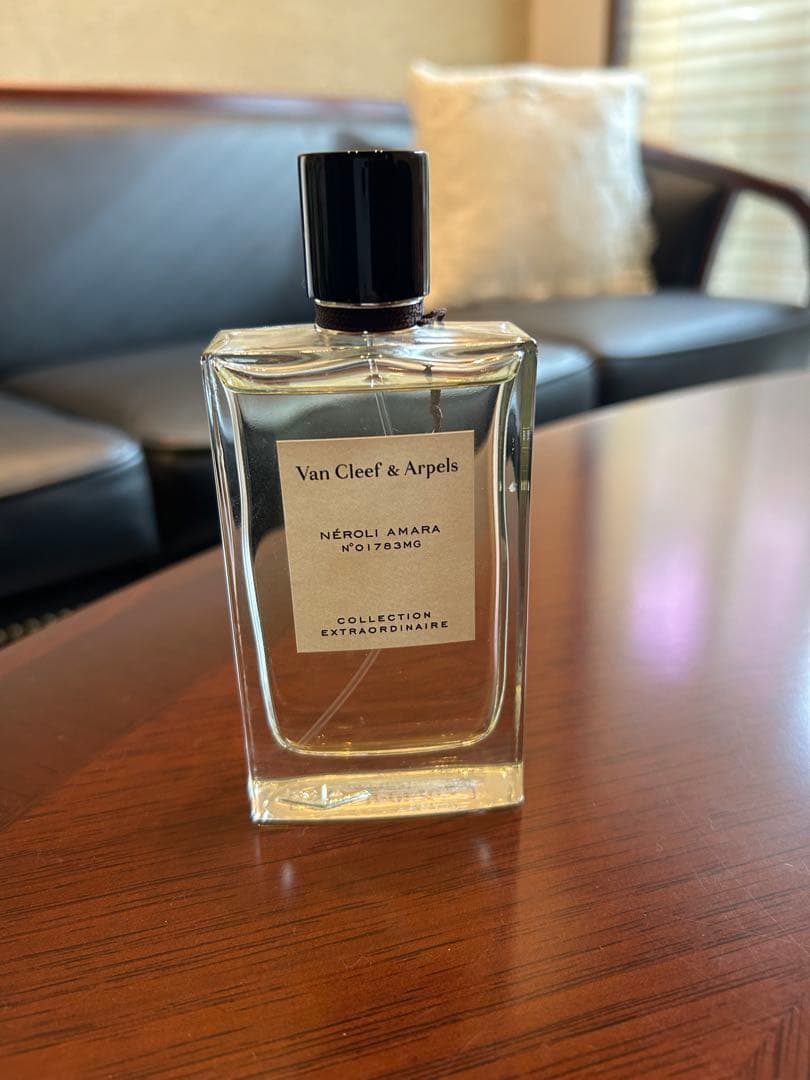 Van Cleef & Arpels
NÉROLI AMARA
N°01783MG
COLLECTION
EXTRAORDINAIRE